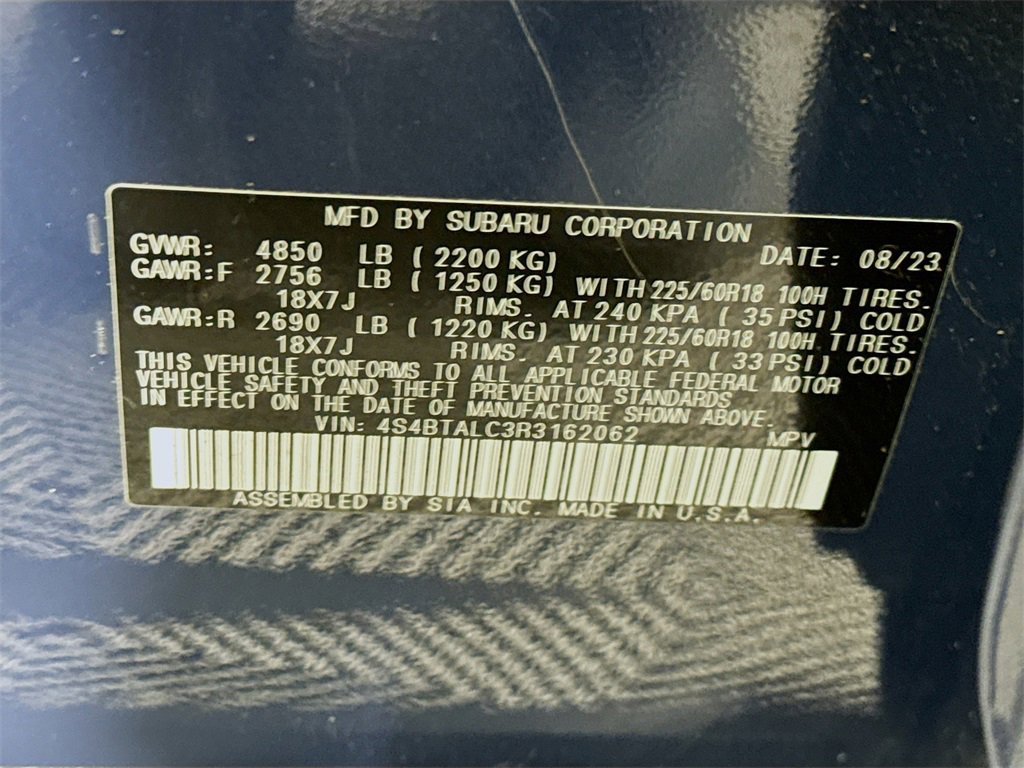 MFD BY SUBARU CORPORATION
GVWR: 4850 LB ( 2200 KG) DATE: 08/23
GAWR:F 2756 LB ( 1250 KG) WITH 225/60R18 100H TIRES.
18X7J RIMS. AT 240 KPA ( 35 PSI) COLD
GAWR:R 2690 LB ( 1220 KG) WITH 225/60R18 100H TIRES.
18X7J RIMS. AT 230 KPA ( 33 PSI) COLD
THIS VEHICLE CONFORMS TO ALL APPLICABLE FEDERAL MOTOR
VEHICLE SAFETY AND THEFT PREVENTION STANDARDS
IN EFFECT ON THE DATE OF MANUFACTURE SHOWN ABOVE.
VIN: 4S4BTALC3R3162062 MPV
ASSEMBLED BY SIA INC. MADE IN U.S.A.